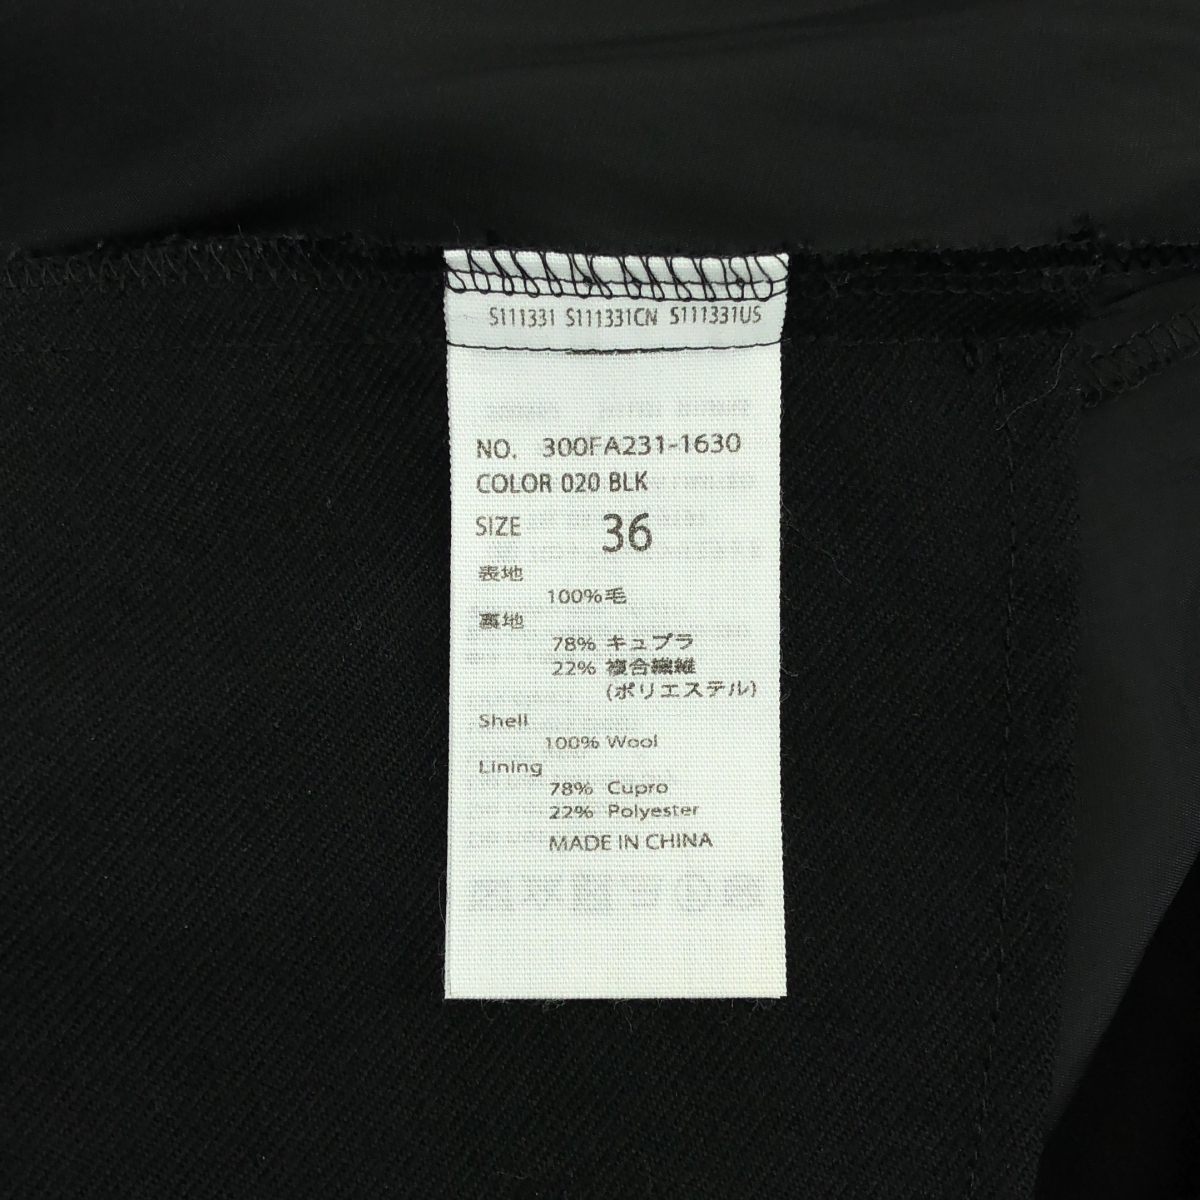 S111331 S111331CN S111331US
NO. 300FA231-1630
COLOR 020 BLK
SIZE 36
表地
100%毛
裏地
78% キュプラ
22% 複合繊維
(ポリエステル)
Shell
100% Wool
Lining
78% Cupro
22% Polyester
MADE IN CHINA